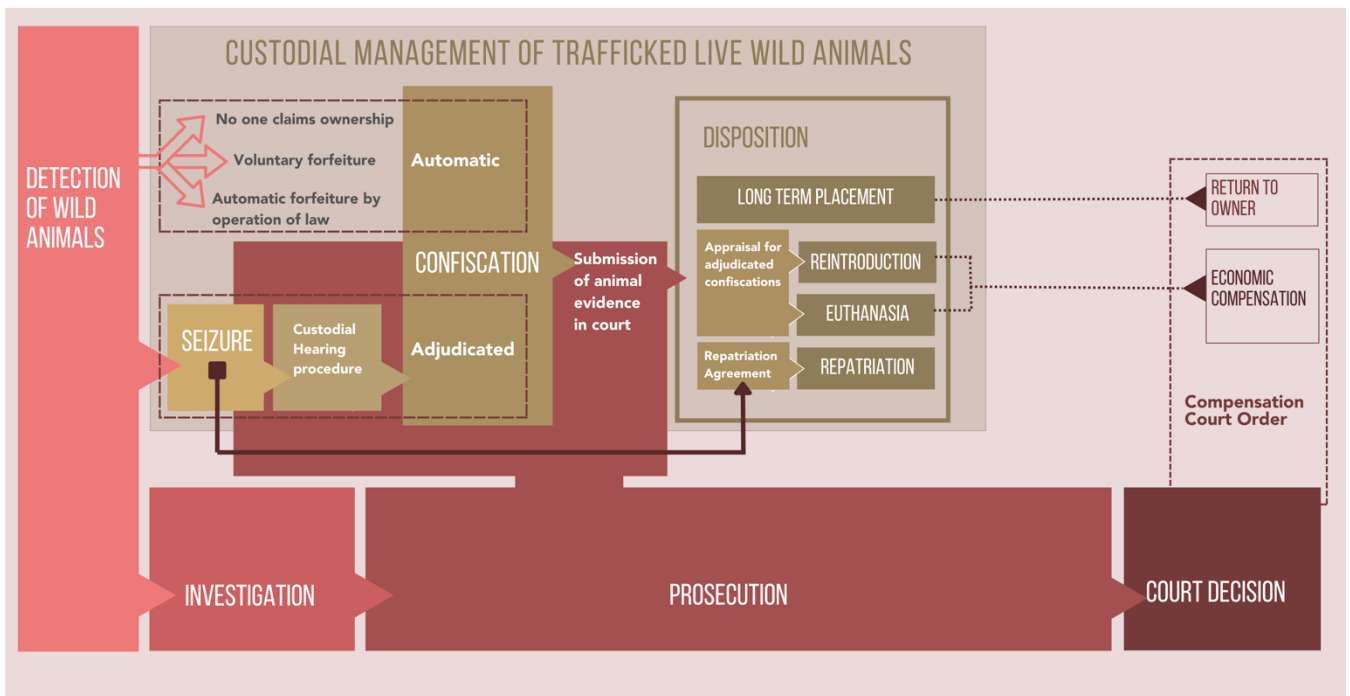 CUSTODIAL MANAGEMENT OF TRAFFICKED LIVE WILD ANIMALS
DETECTION
OF WILD
ANIMALS
No one claims ownership
Voluntary forfeiture
Automatic forfeiture by
operation of law
Automatic
CONFISCATION
Adjudicated
SEIZURE
Custodial
Hearing
procedure
Submission
of animal
evidence
in court
DISPOSITION
LONG TERM PLACEMENT
Appraisal for
adjudicated
confiscations
REINTRODUCTION
EUTHANASIA
Repatriation
Agreement
REPATRIATION
RETURN TO
OWNER
ECONOMIC
COMPENSATION
Compensation
Court Order
INVESTIGATION
PROSECUTION
COURT DECISION